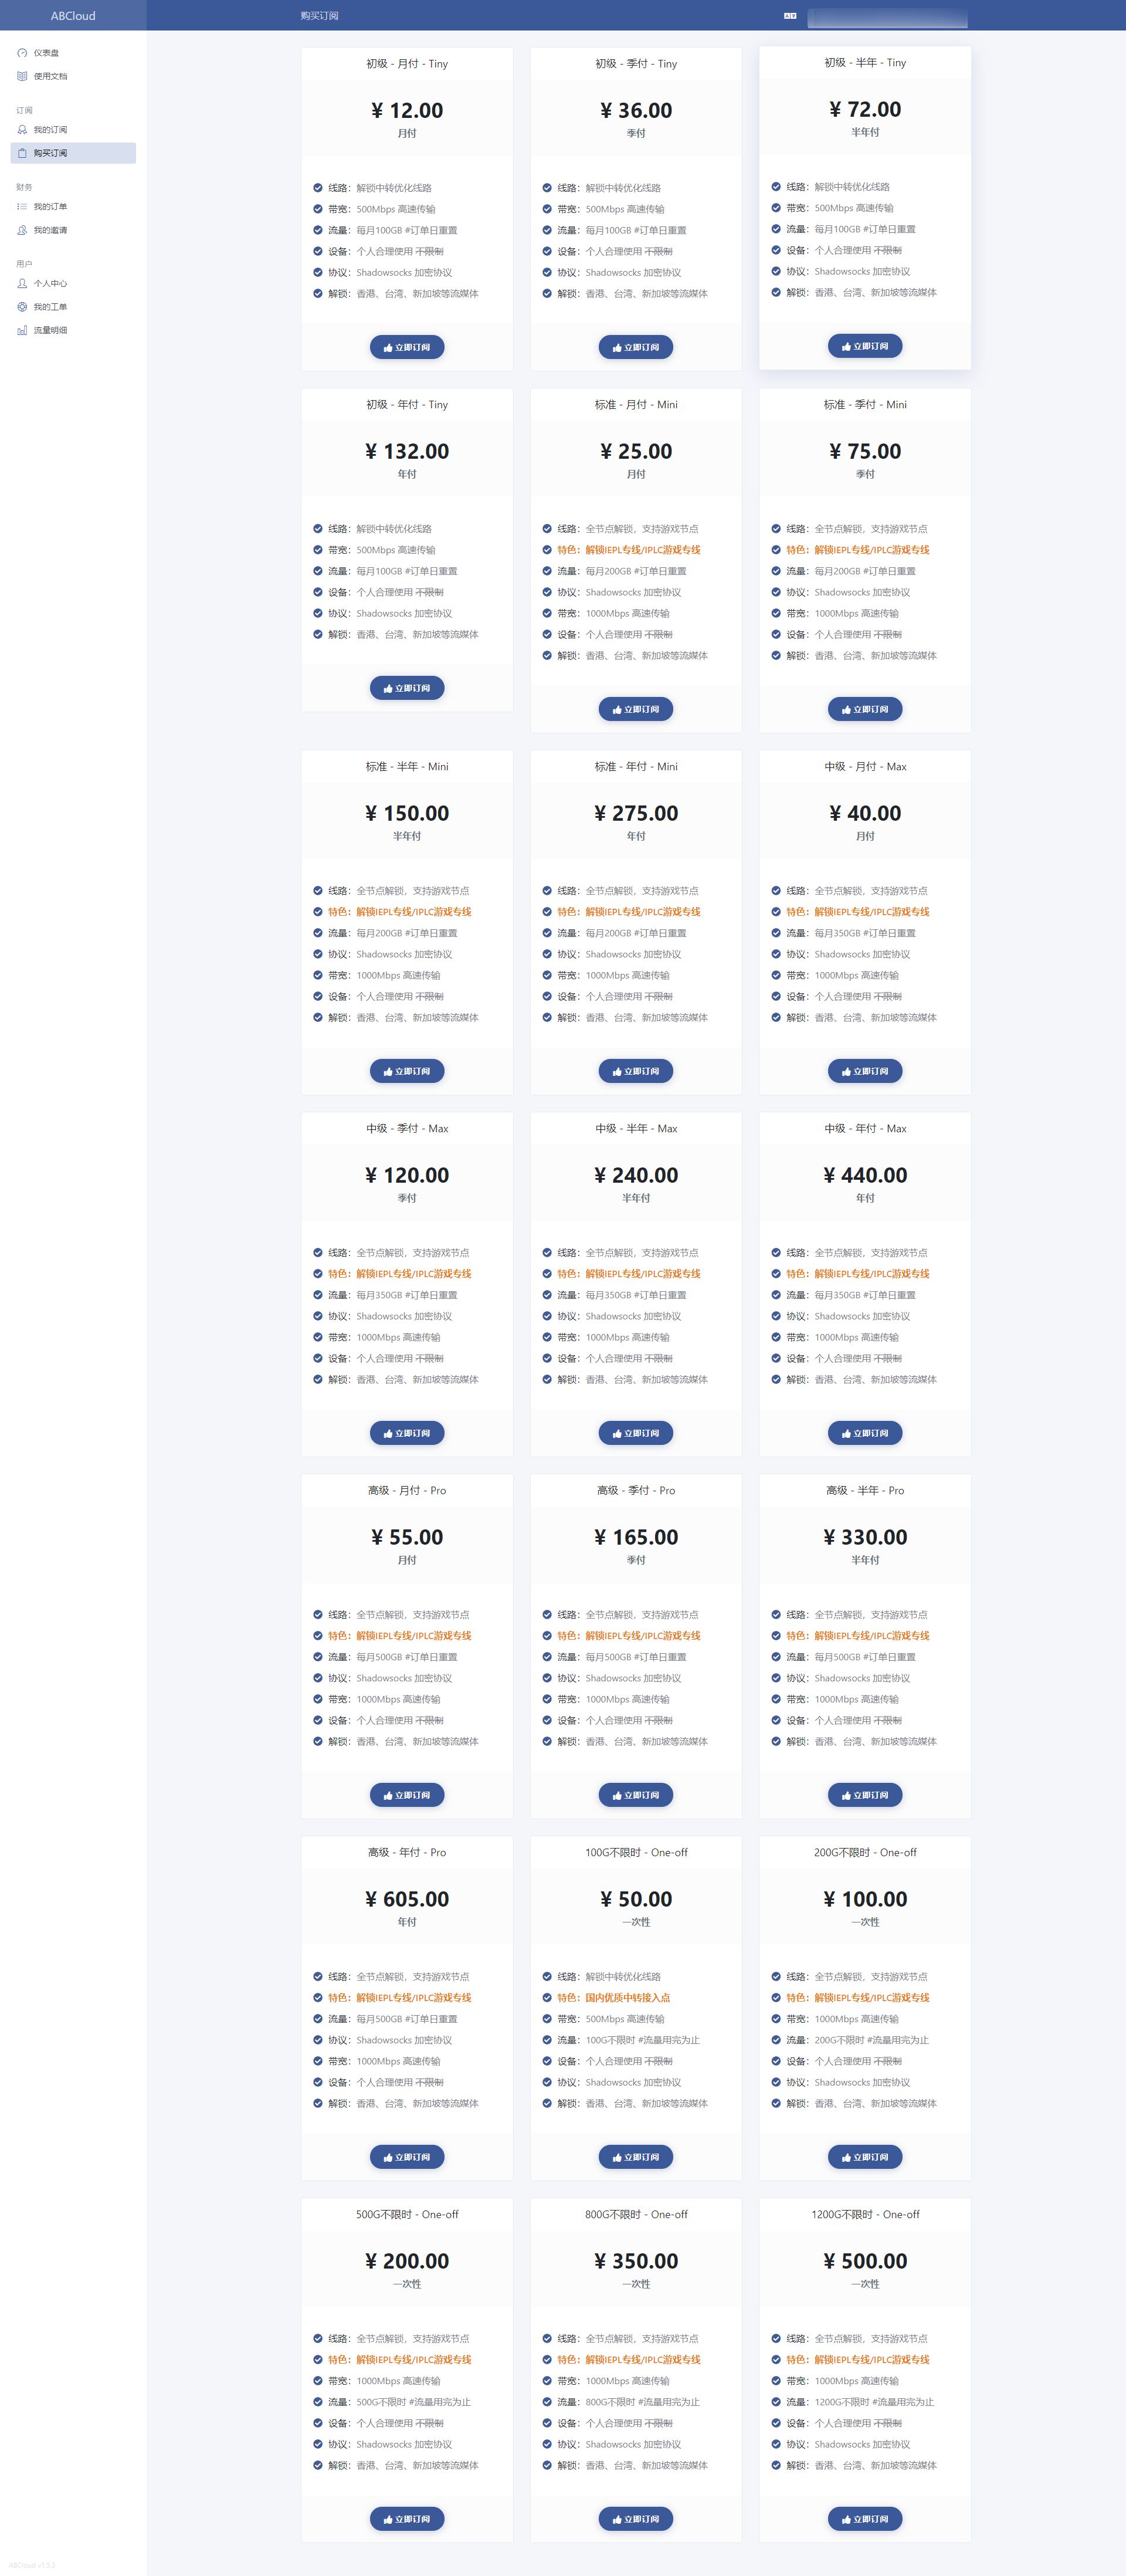 ABCloud
购买订阅
仪表盘
使用文档
订阅
我的订阅
购买订阅
财务
我的订单
我的邀请
用户
个人中心
我的工单
流量明细
初级 - 月付 - Tiny
¥ 12.00
月付
线路：解锁中转优化线路
带宽：500Mbps 高速传输
流量：每月100GB #订单日重置
设备：个人合理使用 不限制
协议：Shadowsocks 加密协议
解锁：香港、台湾、新加坡等流媒体
立即订阅
初级 - 季付 - Tiny
¥ 36.00
季付
线路：解锁中转优化线路
带宽：500Mbps 高速传输
流量：每月100GB #订单日重置
设备：个人合理使用 不限制
协议：Shadowsocks 加密协议
解锁：香港、台湾、新加坡等流媒体
立即订阅
初级 - 半年 - Tiny
¥ 72.00
半年付
线路：解锁中转优化线路
带宽：500Mbps 高速传输
流量：每月100GB #订单日重置
设备：个人合理使用 不限制
协议：Shadowsocks 加密协议
解锁：香港、台湾、新加坡等流媒体
立即订阅
初级 - 年付 - Tiny
¥ 132.00
年付
线路：解锁中转优化线路
带宽：500Mbps 高速传输
流量：每月100GB #订单日重置
设备：个人合理使用 不限制
协议：Shadowsocks 加密协议
解锁：香港、台湾、新加坡等流媒体
立即订阅
标准 - 月付 - Mini
¥ 25.00
月付
线路：全节点解锁，支持游戏节点
特色：解锁IEPL专线/IPLC游戏专线
流量：每月200GB #订单日重置
协议：Shadowsocks 加密协议
带宽：1000Mbps 高速传输
设备：个人合理使用 不限制
解锁：香港、台湾、新加坡等流媒体
立即订阅
标准 - 季付 - Mini
¥ 75.00
季付
线路：全节点解锁，支持游戏节点
特色：解锁IEPL专线/IPLC游戏专线
流量：每月200GB #订单日重置
协议：Shadowsocks 加密协议
带宽：1000Mbps 高速传输
设备：个人合理使用 不限制
解锁：香港、台湾、新加坡等流媒体
立即订阅
标准 - 半年 - Mini
¥ 150.00
半年付
线路：全节点解锁，支持游戏节点
特色：解锁IEPL专线/IPLC游戏专线
流量：每月200GB #订单日重置
协议：Shadowsocks 加密协议
带宽：1000Mbps 高速传输
设备：个人合理使用 不限制
解锁：香港、台湾、新加坡等流媒体
立即订阅
标准 - 年付 - Mini
¥ 275.00
年付
线路：全节点解锁，支持游戏节点
特色：解锁IEPL专线/IPLC游戏专线
流量：每月200GB #订单日重置
协议：Shadowsocks 加密协议
带宽：1000Mbps 高速传输
设备：个人合理使用 不限制
解锁：香港、台湾、新加坡等流媒体
立即订阅
中级 - 月付 - Max
¥ 40.00
月付
线路：全节点解锁，支持游戏节点
特色：解锁IEPL专线/IPLC游戏专线
流量：每月350GB #订单日重置
协议：Shadowsocks 加密协议
带宽：1000Mbps 高速传输
设备：个人合理使用 不限制
解锁：香港、台湾、新加坡等流媒体
立即订阅
中级 - 季付 - Max
¥ 120.00
季付
线路：全节点解锁，支持游戏节点
特色：解锁IEPL专线/IPLC游戏专线
流量：每月350GB #订单日重置
协议：Shadowsocks 加密协议
带宽：1000Mbps 高速传输
设备：个人合理使用 不限制
解锁：香港、台湾、新加坡等流媒体
立即订阅
中级 - 半年 - Max
¥ 240.00
半年付
线路：全节点解锁，支持游戏节点
特色：解锁IEPL专线/IPLC游戏专线
流量：每月350GB #订单日重置
协议：Shadowsocks 加密协议
带宽：1000Mbps 高速传输
设备：个人合理使用 不限制
解锁：香港、台湾、新加坡等流媒体
立即订阅
中级 - 年付 - Max
¥ 440.00
年付
线路：全节点解锁，支持游戏节点
特色：解锁IEPL专线/IPLC游戏专线
流量：每月350GB #订单日重置
协议：Shadowsocks 加密协议
带宽：1000Mbps 高速传输
设备：个人合理使用 不限制
解锁：香港、台湾、新加坡等流媒体
立即订阅
高级 - 月付 - Pro
¥ 55.00
月付
线路：全节点解锁，支持游戏节点
特色：解锁IEPL专线/IPLC游戏专线
流量：每月500GB #订单日重置
协议：Shadowsocks 加密协议
带宽：1000Mbps 高速传输
设备：个人合理使用 不限制
解锁：香港、台湾、新加坡等流媒体
立即订阅
高级 - 季付 - Pro
¥ 165.00
季付
线路：全节点解锁，支持游戏节点
特色：解锁IEPL专线/IPLC游戏专线
流量：每月500GB #订单日重置
协议：Shadowsocks 加密协议
带宽：1000Mbps 高速传输
设备：个人合理使用 不限制
解锁：香港、台湾、新加坡等流媒体
立即订阅
高级 - 半年 - Pro
¥ 330.00
半年付
线路：全节点解锁，支持游戏节点
特色：解锁IEPL专线/IPLC游戏专线
流量：每月500GB #订单日重置
协议：Shadowsocks 加密协议
带宽：1000Mbps 高速传输
设备：个人合理使用 不限制
解锁：香港、台湾、新加坡等流媒体
立即订阅
高级 - 年付 - Pro
¥ 605.00
年付
线路：全节点解锁，支持游戏节点
特色：解锁IEPL专线/IPLC游戏专线
流量：每月500GB #订单日重置
协议：Shadowsocks 加密协议
带宽：1000Mbps 高速传输
设备：个人合理使用 不限制
解锁：香港、台湾、新加坡等流媒体
立即订阅
100G不限时 - One-off
¥ 50.00
一次性
线路：解锁中转优化线路
特色：国内优质中转接入点
带宽：500Mbps 高速传输
流量：100G不限时 #流量用完为止
设备：个人合理使用 不限制
协议：Shadowsocks 加密协议
解锁：香港、台湾、新加坡等流媒体
立即订阅
200G不限时 - One-off
¥ 100.00
一次性
线路：全节点解锁，支持游戏节点
特色：解锁IEPL专线/IPLC游戏专线
带宽：1000Mbps 高速传输
流量：200G不限时 #流量用完为止
设备：个人合理使用 不限制
协议：Shadowsocks 加密协议
解锁：香港、台湾、新加坡等流媒体
立即订阅
500G不限时 - One-off
¥ 200.00
一次性
线路：全节点解锁，支持游戏节点
特色：解锁IEPL专线/IPLC游戏专线
带宽：1000Mbps 高速传输
流量：500G不限时 #流量用完为止
设备：个人合理使用 不限制
协议：Shadowsocks 加密协议
解锁：香港、台湾、新加坡等流媒体
立即订阅
800G不限时 - One-off
¥ 350.00
一次性
线路：全节点解锁，支持游戏节点
特色：解锁IEPL专线/IPLC游戏专线
带宽：1000Mbps 高速传输
流量：800G不限时 #流量用完为止
设备：个人合理使用 不限制
协议：Shadowsocks 加密协议
解锁：香港、台湾、新加坡等流媒体
立即订阅
1200G不限时 - One-off
¥ 500.00
一次性
线路：全节点解锁，支持游戏节点
特色：解锁IEPL专线/IPLC游戏专线
带宽：1000Mbps 高速传输
流量：1200G不限时 #流量用完为止
设备：个人合理使用 不限制
协议：Shadowsocks 加密协议
解锁：香港、台湾、新加坡等流媒体
立即订阅
ABCloud